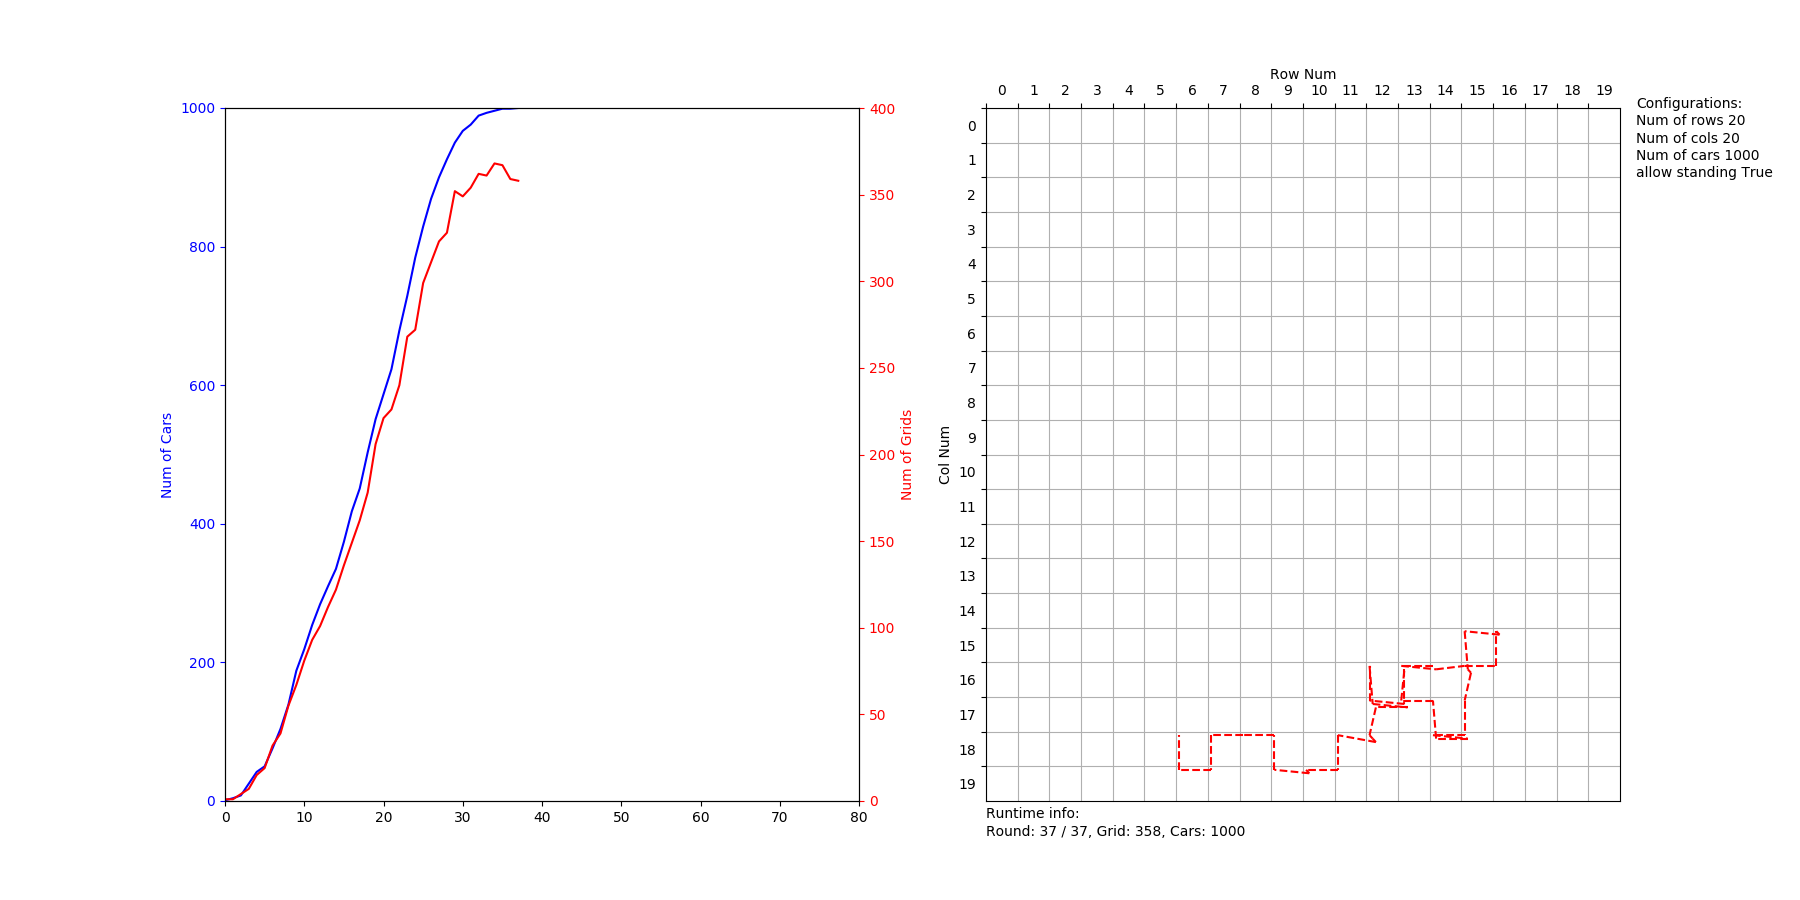 1000
800
600
400
200
0
Num of Cars
0 10 20 30 40 50 60 70 80
400
350
300
250
200
150
100
50
0
Num of Grids
Row Num
0 1 2 3 4 5 6 7 8 9 10 11 12 13 14 15 16 17 18 19
Col Num
0
1
2
3
4
5
6
7
8
9
10
11
12
13
14
15
16
17
18
19
Configurations:
Num of rows 20
Num of cols 20
Num of cars 1000
allow standing True
Runtime info:
Round: 37 / 37, Grid: 358, Cars: 1000